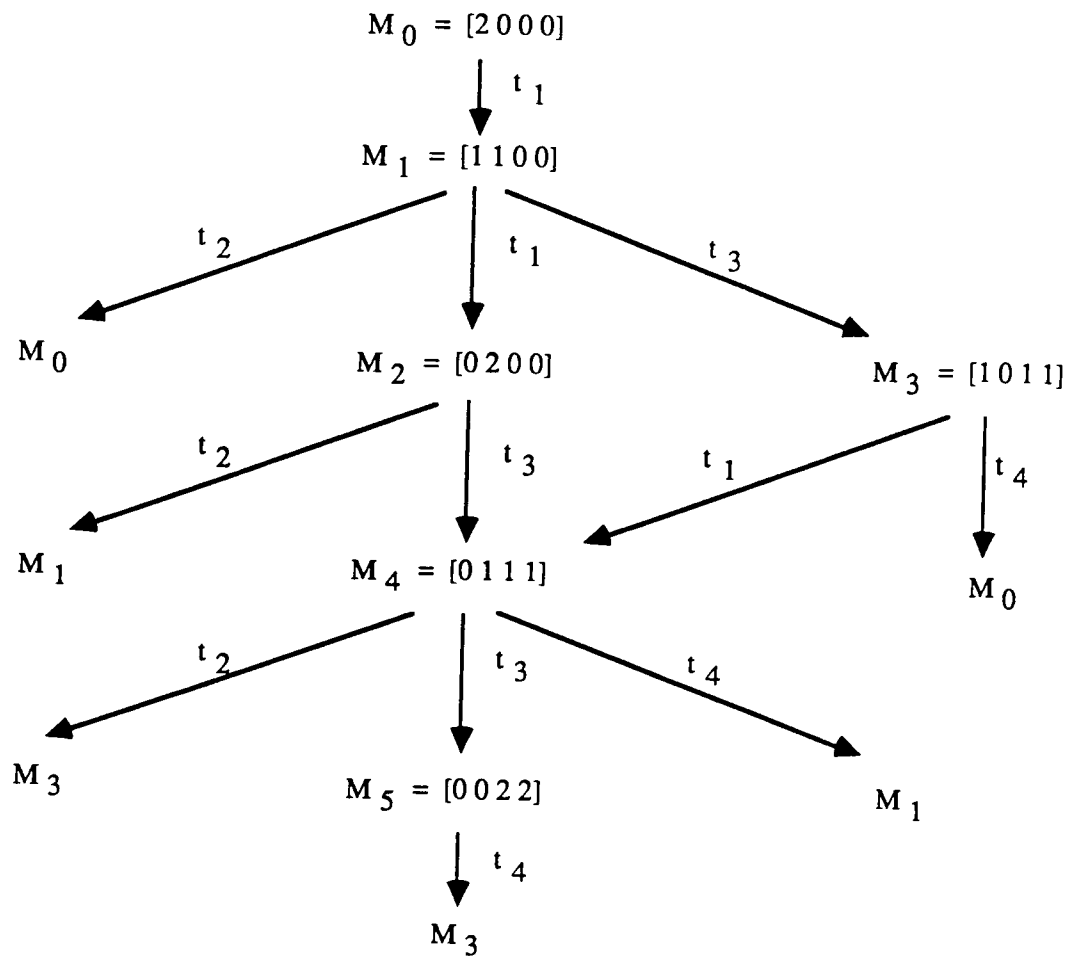 M0 = [2 0 0 0]
t1
M1 = [1 1 0 0]
t2
t1
t3
M0
M2 = [0 2 0 0]
M3 = [1 0 1 1]
t2
t3
t1
t4
M1
M4 = [0 1 1 1]
M0
t2
t3
t4
M3
M5 = [0 0 2 2]
M1
t4
M3